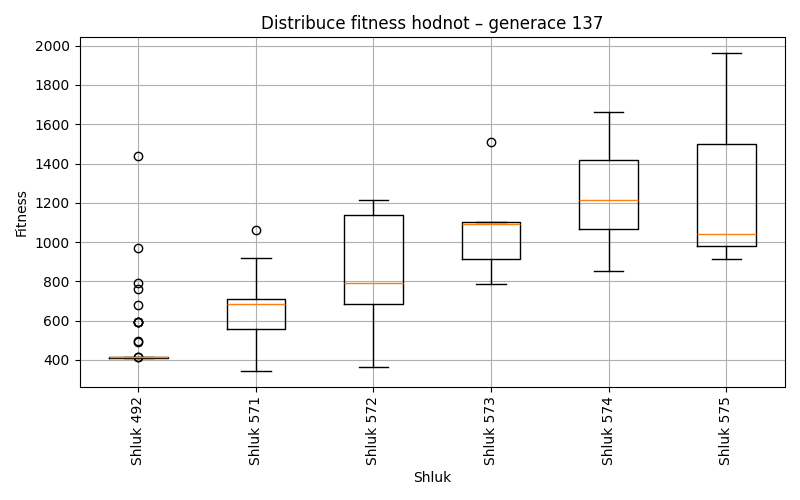 Distribuce fitness hodnot – generace 137
Fitness
2000
1800
1600
1400
1200
1000
800
600
400
Shluk 492
Shluk 571
Shluk 572
Shluk 573
Shluk 574
Shluk 575
Shluk